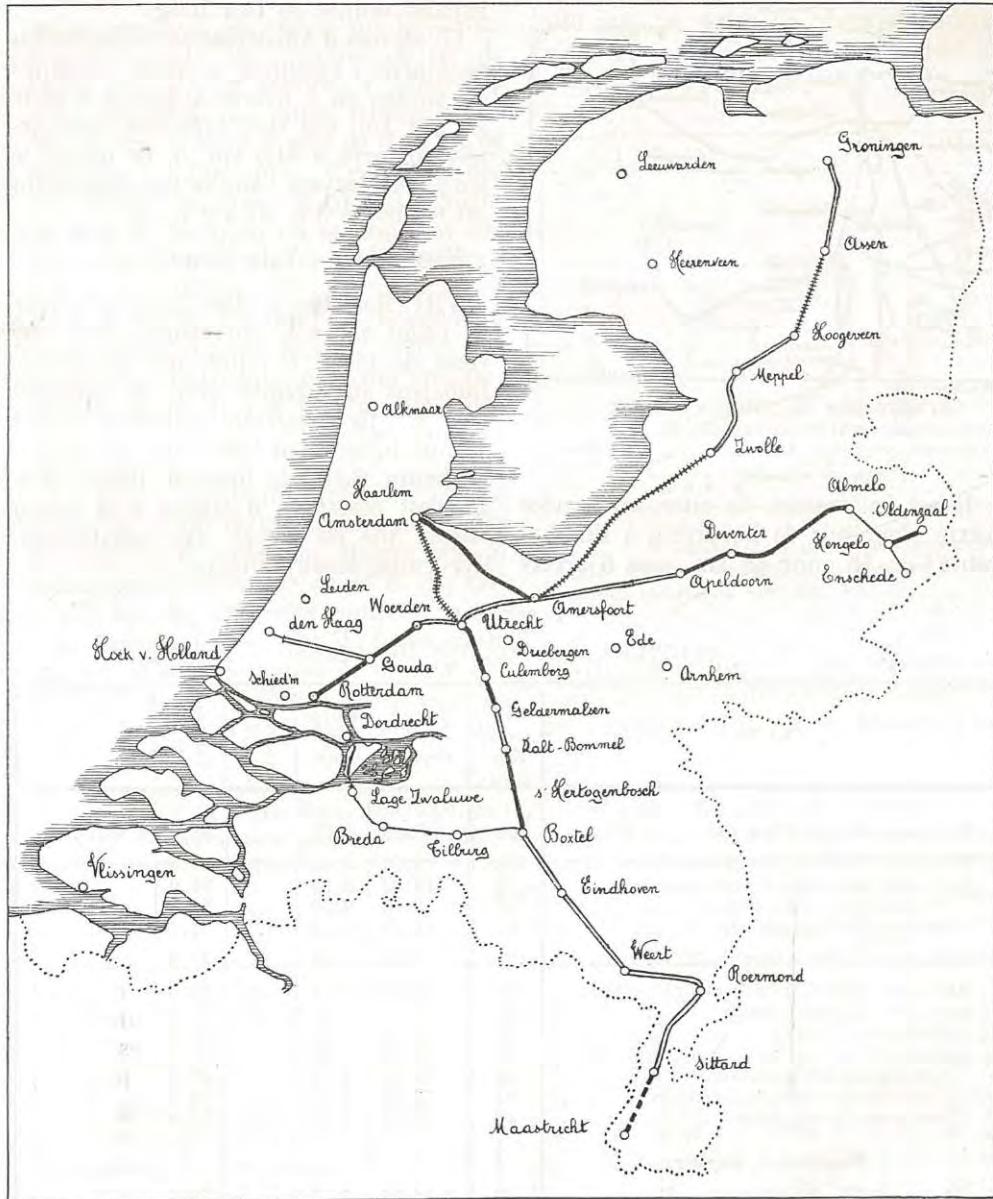 Groningen
Leeuwarden
Assen
Heerenveen
Hoogeveen
Meppel
Alkmaar
Zwolle
Almelo
Haarlem
Oldenzaal
Amsterdam
Deventer
Hengelo
Enschede
Apeldoorn
Leiden
Woerden
Amersfoort
den Haag
Utrecht
Driebergen
Ede
Hoek v. Holland
Gouda
Culemborg
Arnhem
Schied'm
Rotterdam
Geldermalsen
Dordrecht
Zalt-Bommel
s' Hertogenbosch
Lage Zwaluwe
Breda
Tilburg
Boxtel
Vlissingen
Eindhoven
Weert
Roermond
Sittard
Maastricht